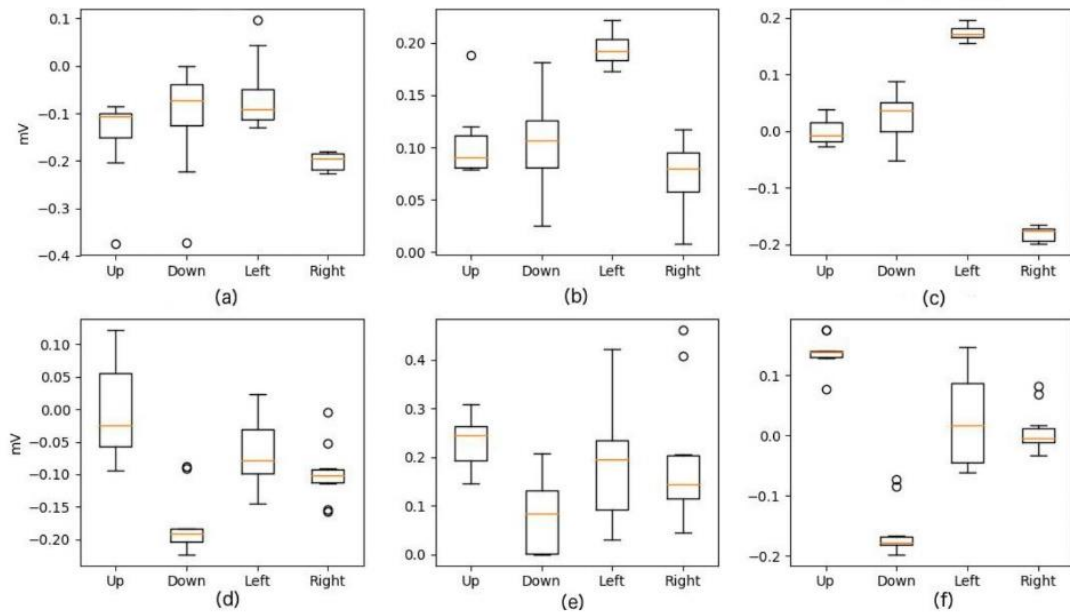 0.1
0.0
−0.1
−0.2
−0.3
−0.4
mV
Up Down Left Right
(a)
0.20
0.15
0.10
0.05
0.00
Up Down Left Right
(b)
0.2
0.1
0.0
−0.1
−0.2
Up Down Left Right
(c)
0.10
0.05
0.00
−0.05
−0.10
−0.15
−0.20
mV
Up Down Left Right
(d)
0.4
0.3
0.2
0.1
0.0
Up Down Left Right
(e)
0.1
0.0
−0.1
−0.2
Up Down Left Right
(f)